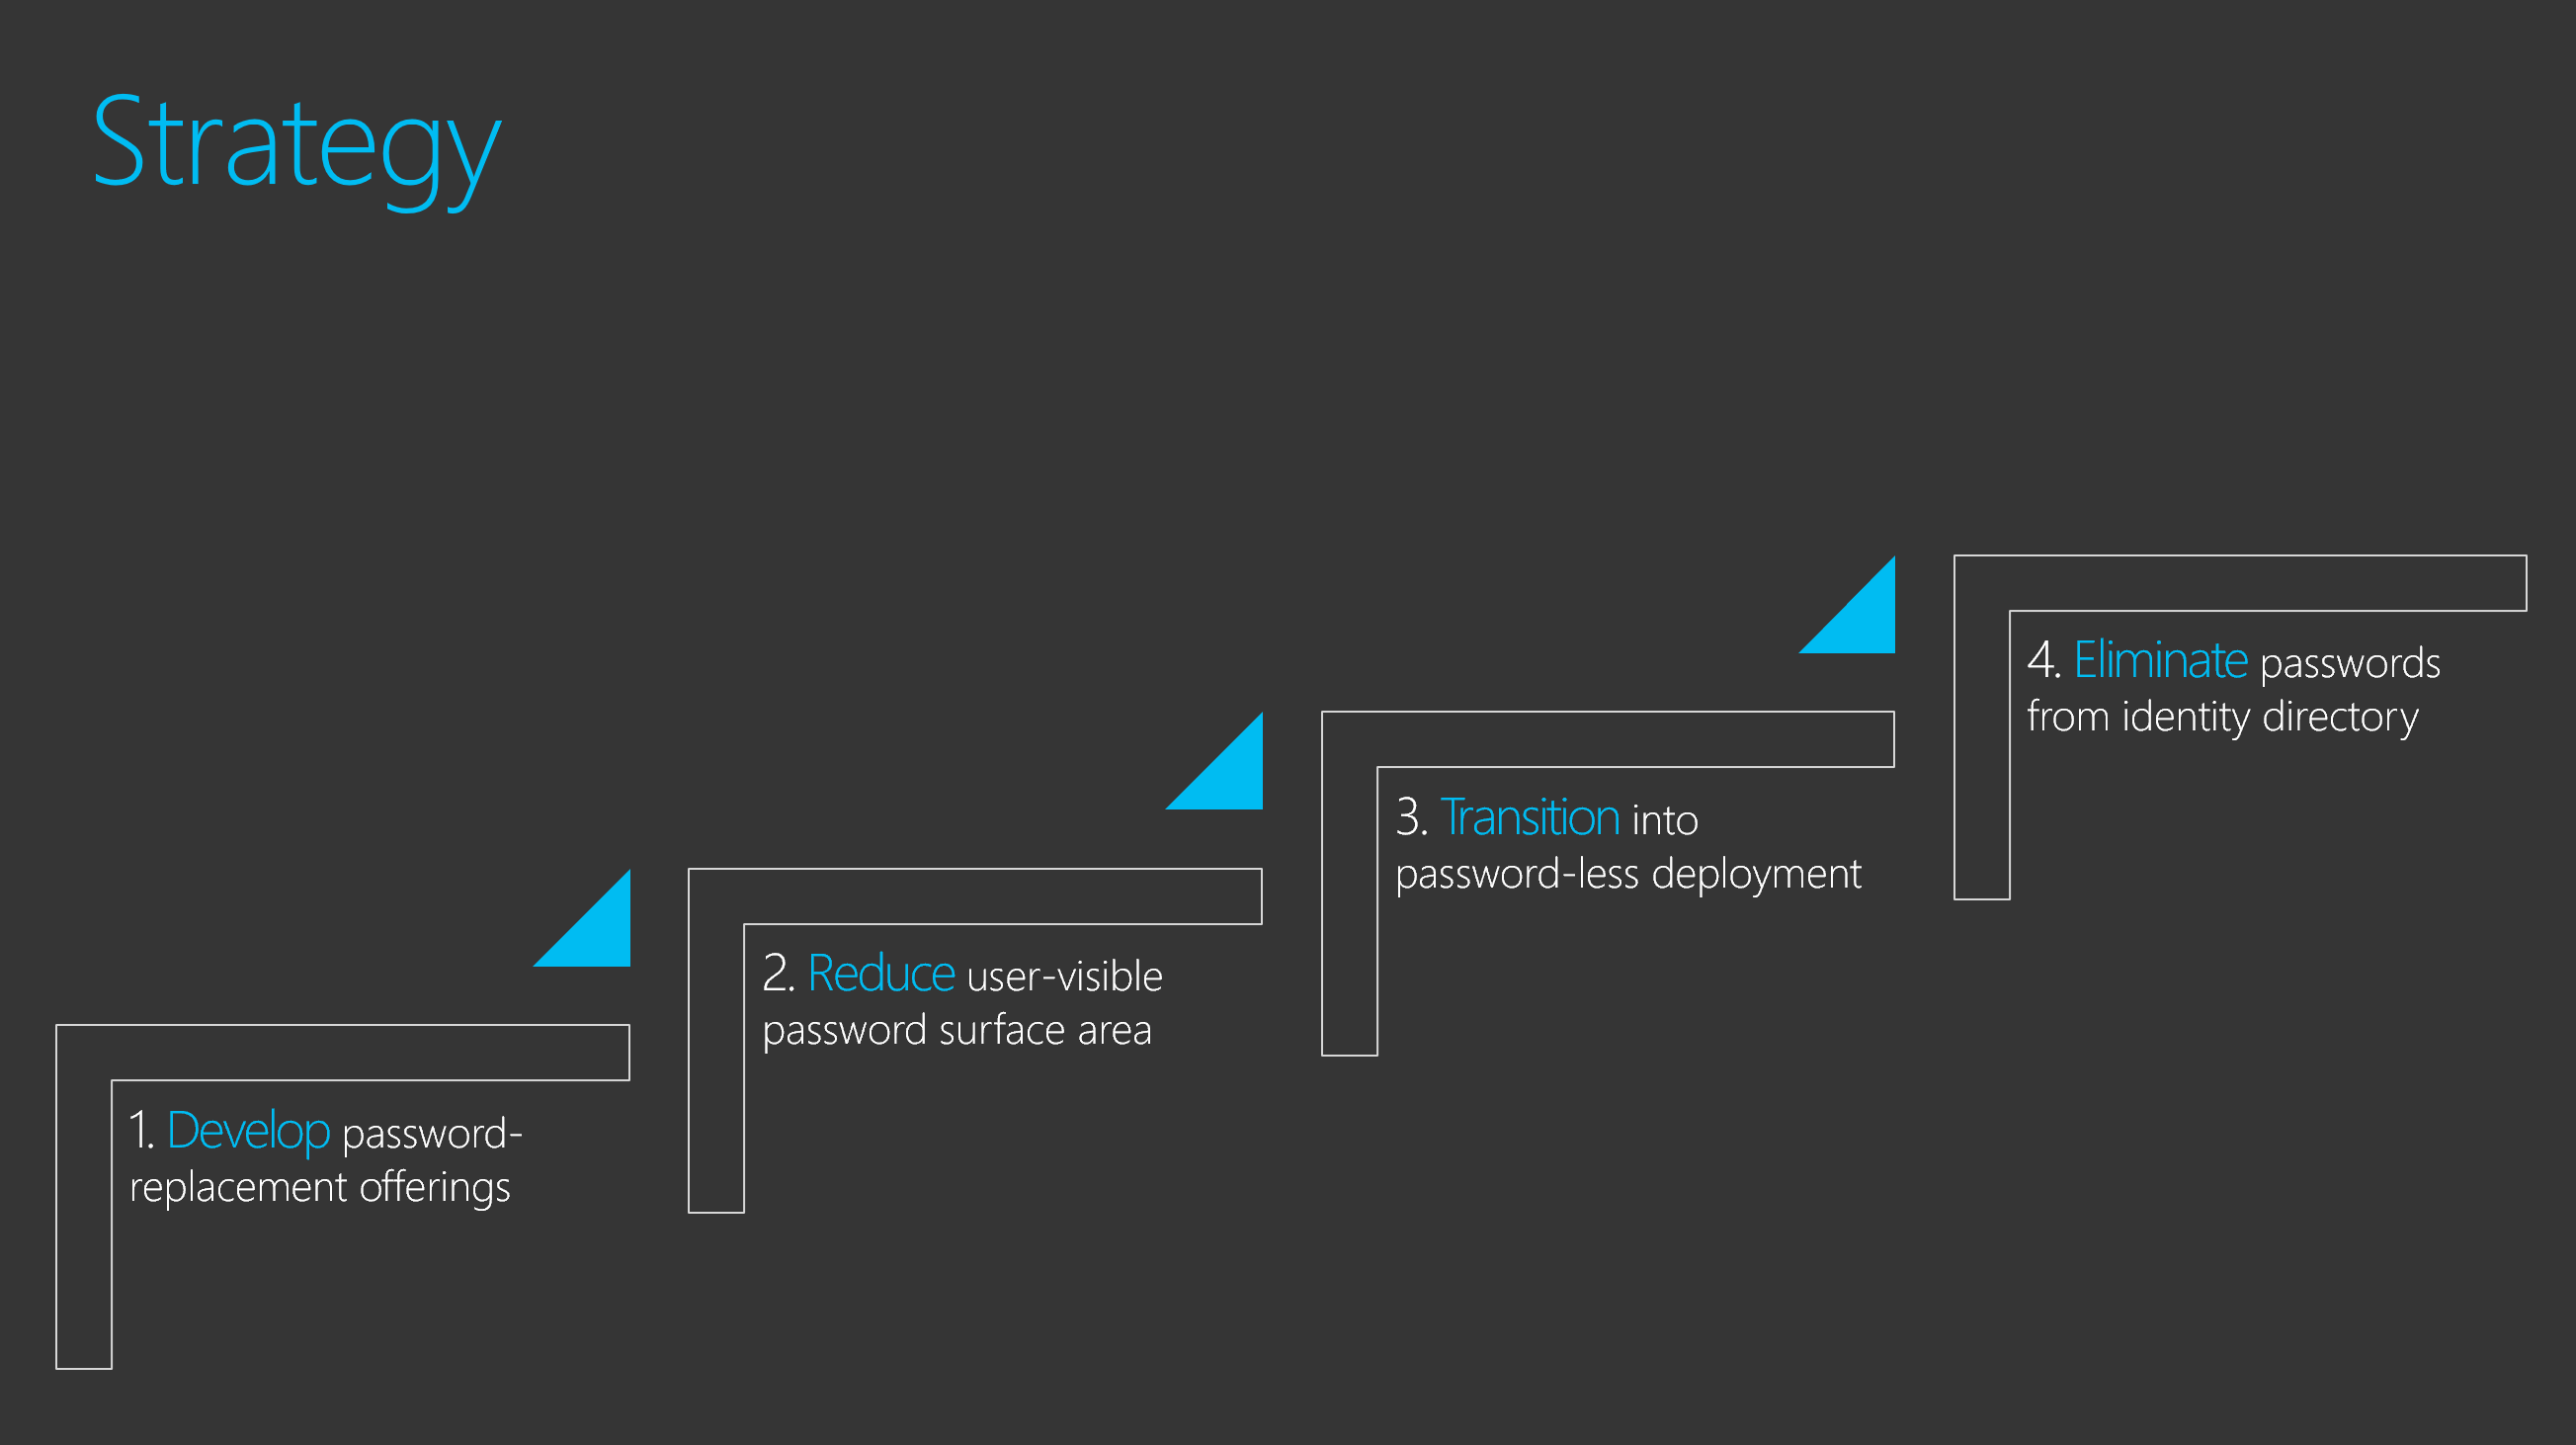 Strategy
1. Develop password-
replacement offerings
2. Reduce user-visible
password surface area
3. Transition into
password-less deployment
4. Eliminate passwords
from identity directory